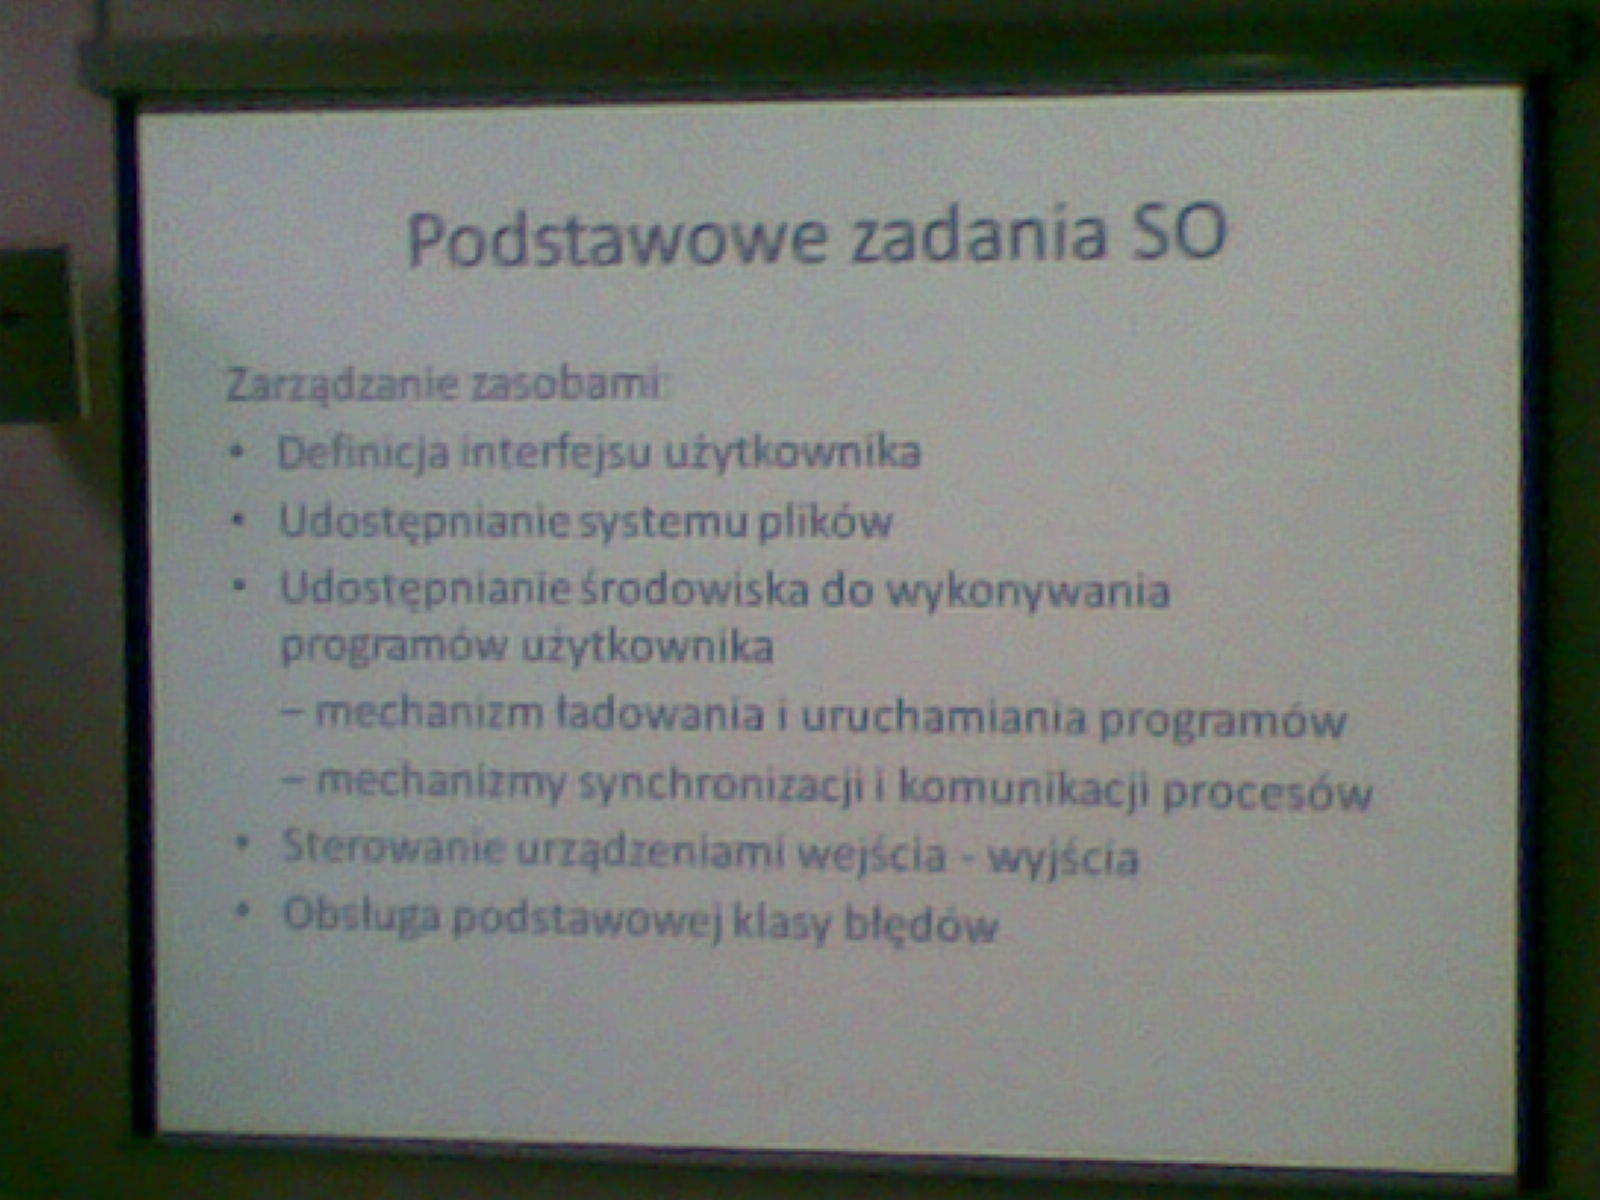 Podstawowe zadania SO
Zarządzanie zasobami:
• Definicja interfejsu użytkownika
• Udostępnianie systemu plików
• Udostępnianie środowiska do wykonywania
programów użytkownika
– mechanizm ładowania i uruchamiania programów
– mechanizmy synchronizacji i komunikacji procesów
• Sterowanie urządzeniami wejścia - wyjścia
• Obsługa podstawowej klasy błędów